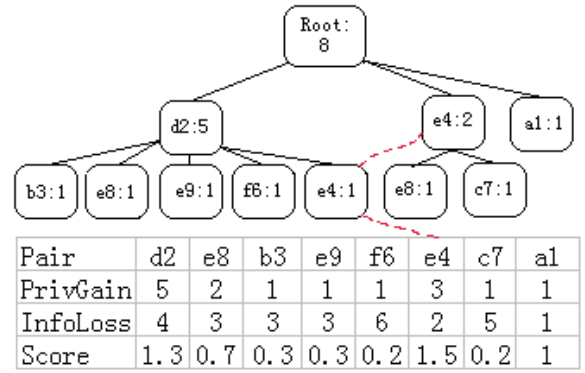 Root:
8
d2:5
e4:2
a1:1
b3:1
e8:1
e9:1
f6:1
e4:1
e8:1
c7:1
Pair d2 e8 b3 e9 f6 e4 c7 a1
PrivGain 5 2 1 1 1 3 1 1
InfoLoss 4 3 3 3 6 2 5 1
Score 1.3 0.7 0.3 0.3 0.2 1.5 0.2 1